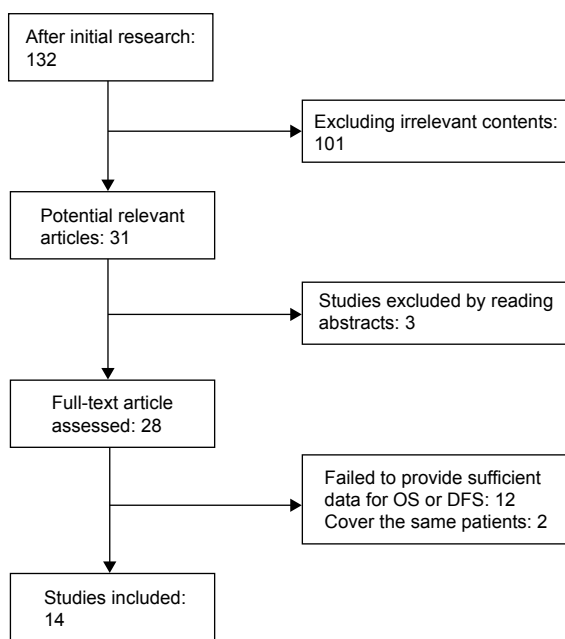 After initial research:
132
Excluding irrelevant contents:
101
Potential relevant
articles: 31
Studies excluded by reading
abstracts: 3
Full-text article
assessed: 28
Failed to provide sufficient
data for OS or DFS: 12
Cover the same patients: 2
Studies included:
14